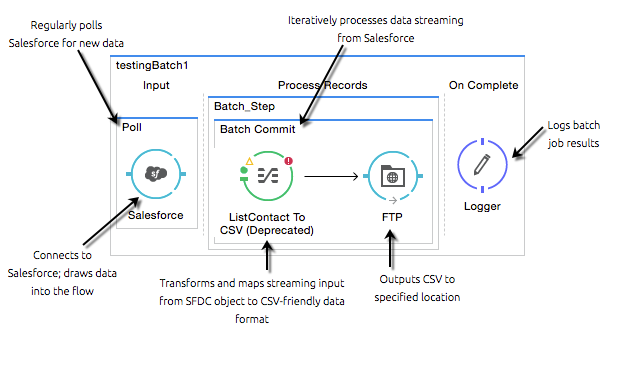 Regularly polls
Salesforce for new data
Iteratively processes data streaming
from Salesforce
testingBatch1
Input
Process Records
On Complete
Batch_Step
Poll
Batch Commit
Logs batch
job results
sf
Salesforce
ListContact To
CSV (Deprecated)
FTP
Logger
Connects to
Salesforce; draws data
into the flow
Transforms and maps streaming input
from SFDC object to CSV-friendly data
format
Outputs CSV to
specified location